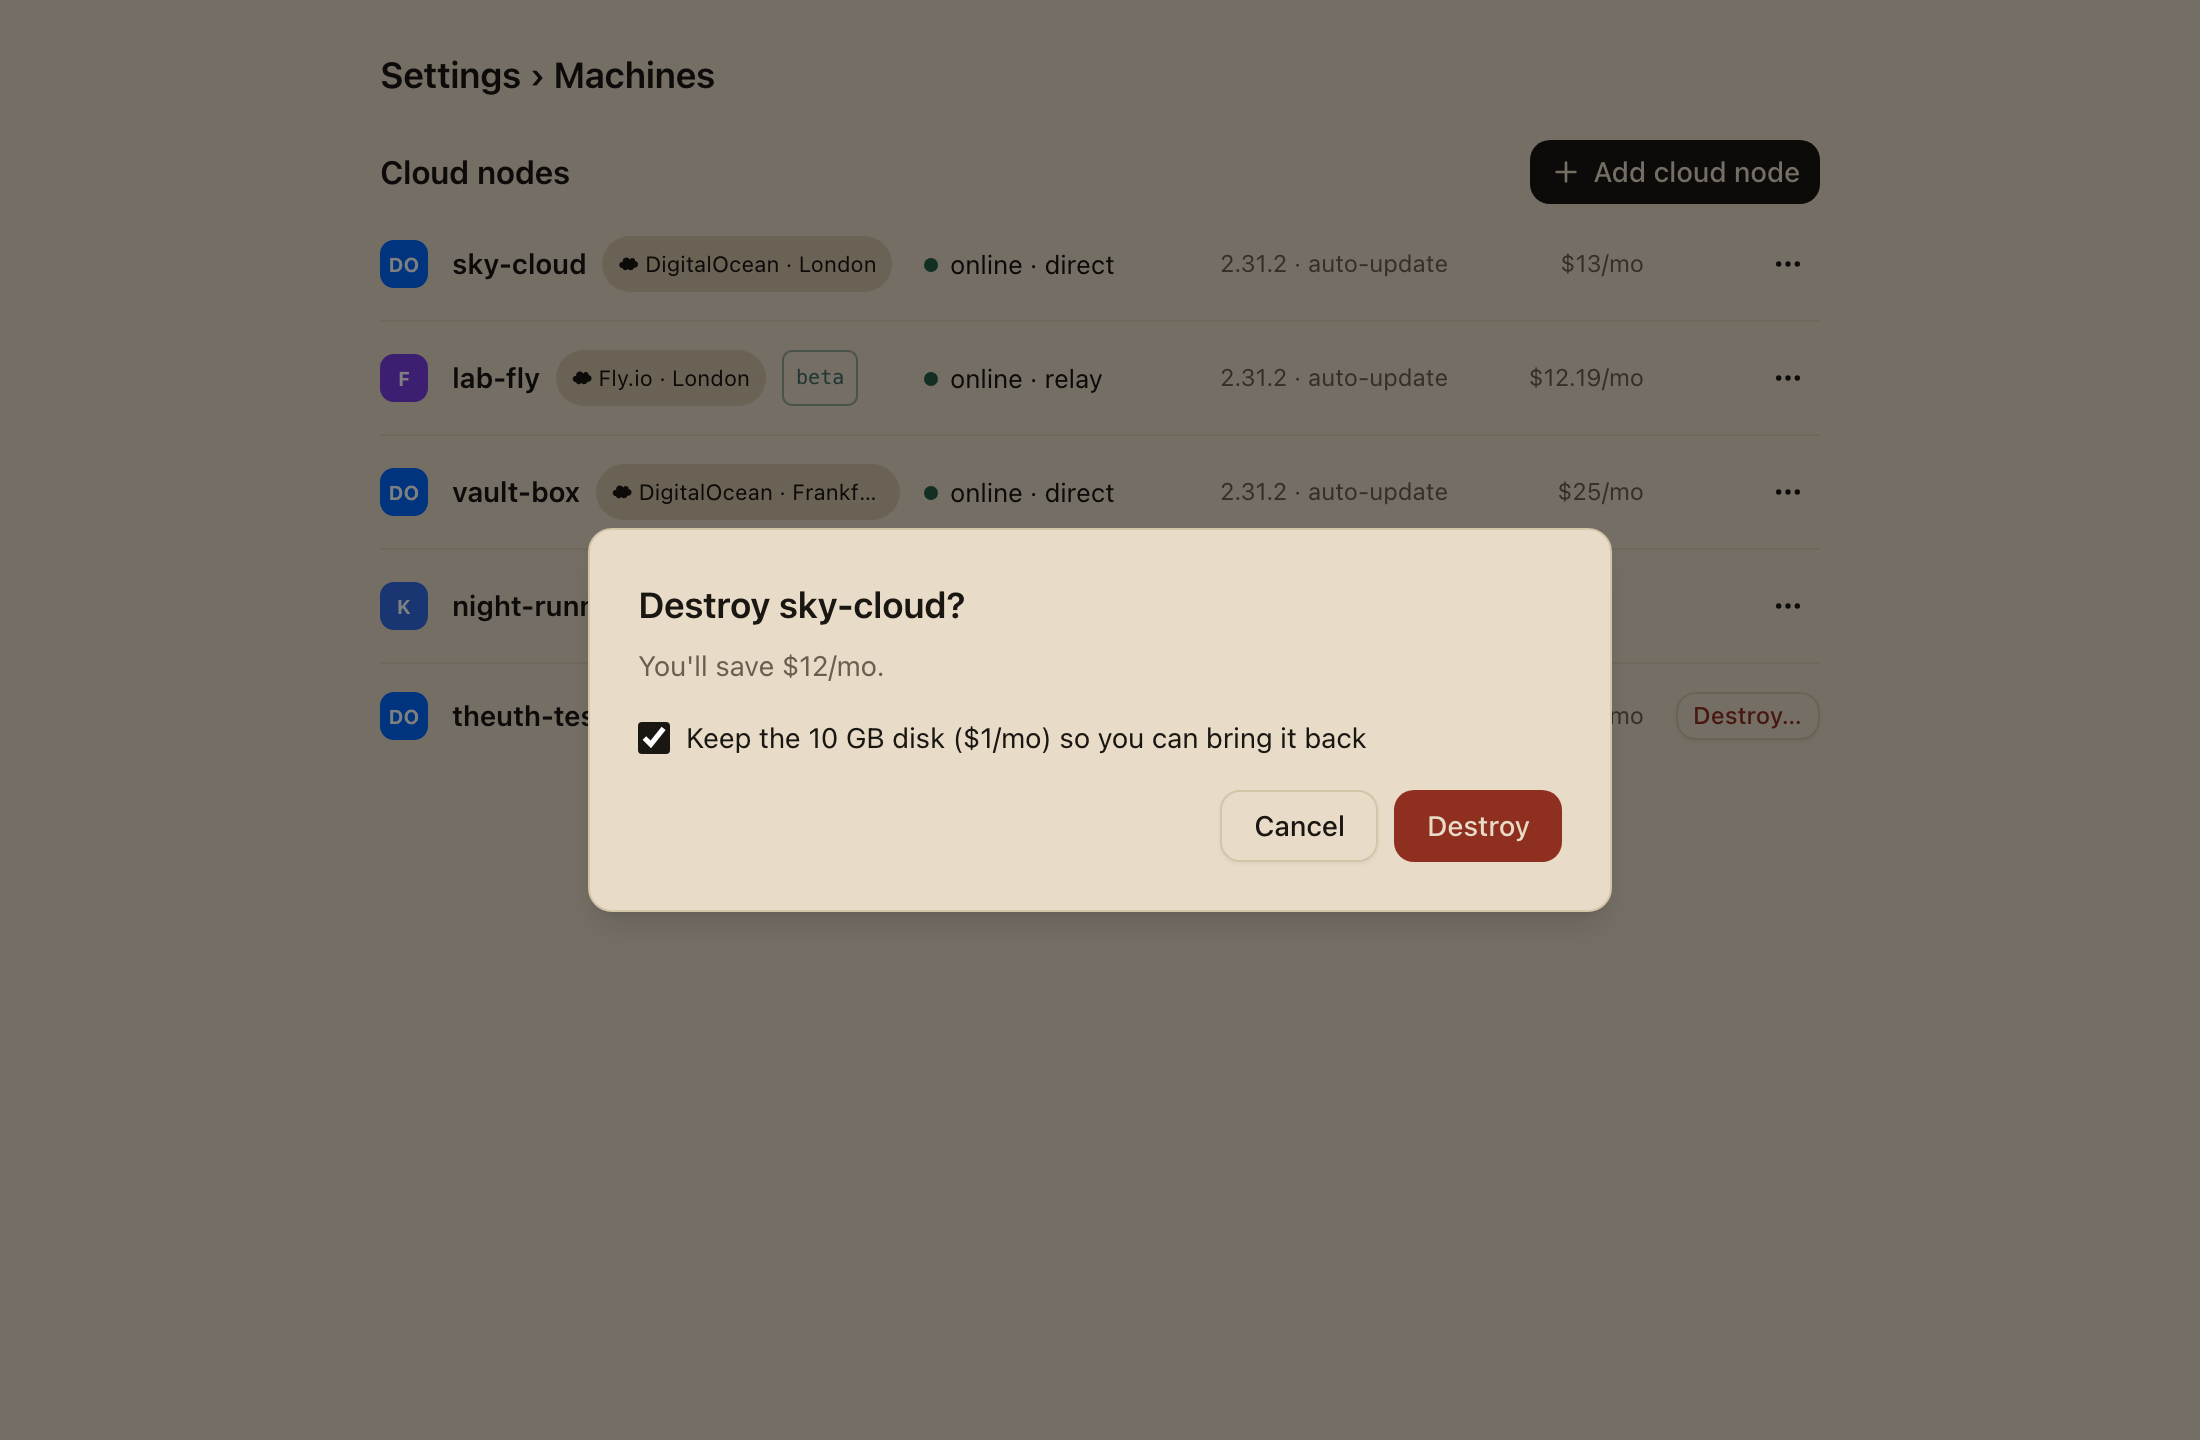 Settings › Machines
Cloud nodes
+ Add cloud node
DO sky-cloud DigitalOcean · London online · direct 2.31.2 · auto-update $13/mo ···
F lab-fly Fly.io · London beta online · relay 2.31.2 · auto-update $12.19/mo ···
DO vault-box DigitalOcean · Frankf... online · direct 2.31.2 · auto-update $25/mo ···
K ···
DO mo Destroy...
Destroy sky-cloud?
You'll save $12/mo.
Keep the 10 GB disk ($1/mo) so you can bring it back
Cancel
Destroy